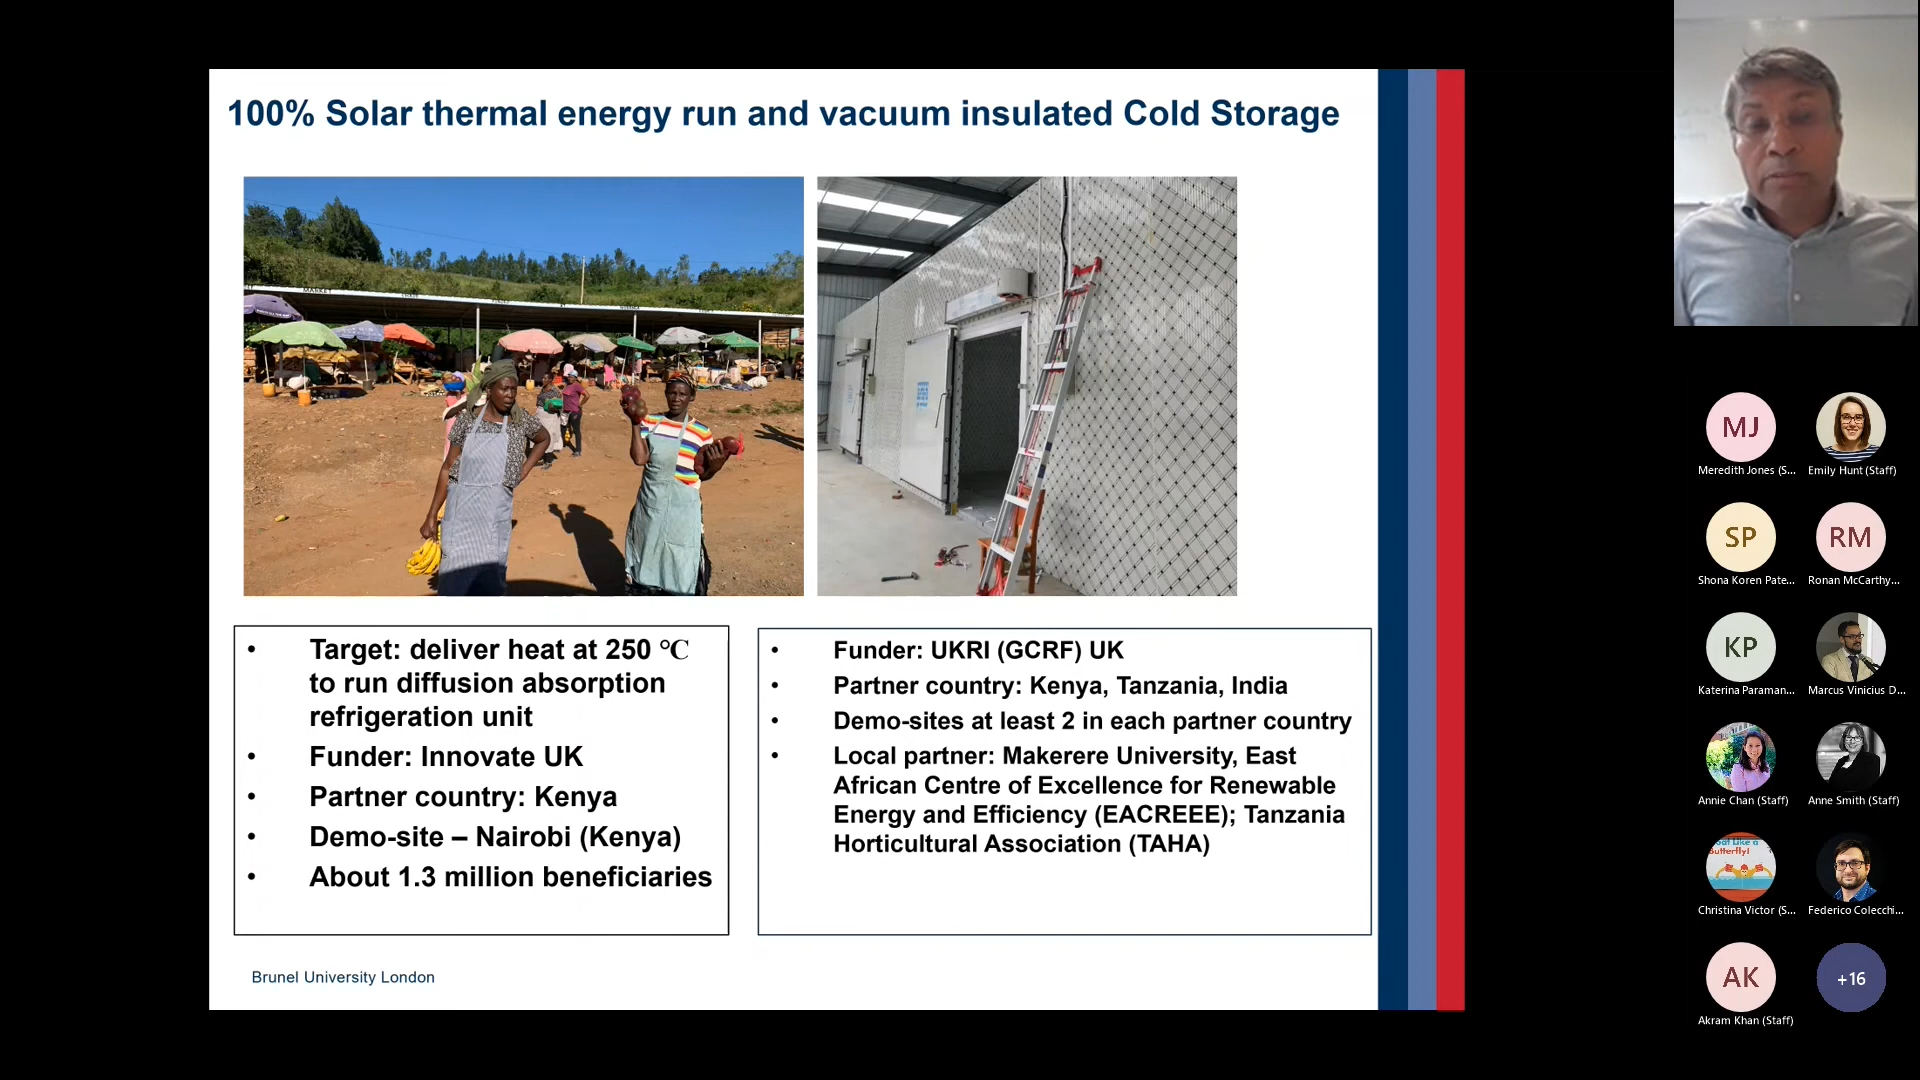 100% Solar thermal energy run and vacuum insulated Cold Storage
MARKET
• Target: deliver heat at 250 ℃
to run diffusion absorption
refrigeration unit
• Funder: Innovate UK
• Partner country: Kenya
• Demo-site – Nairobi (Kenya)
• About 1.3 million beneficiaries
• Funder: UKRI (GCRF) UK
• Partner country: Kenya, Tanzania, India
• Demo-sites at least 2 in each partner country
• Local partner: Makerere University, East
African Centre of Excellence for Renewable
Energy and Efficiency (EACREEE); Tanzania
Horticultural Association (TAHA)
Brunel University London
MJ
Meredith Jones (S...
Emily Hunt (Staff)
SP
Shona Koren Pate...
RM
Ronan McCarthy...
KP
Katerina Paraman...
Marcus Vinicius D...
Annie Chan (Staff)
Anne Smith (Staff)
Like a
Butterfly!
Christina Victor (S...
Federico Colecchi...
AK
Akram Khan (Staff)
+16